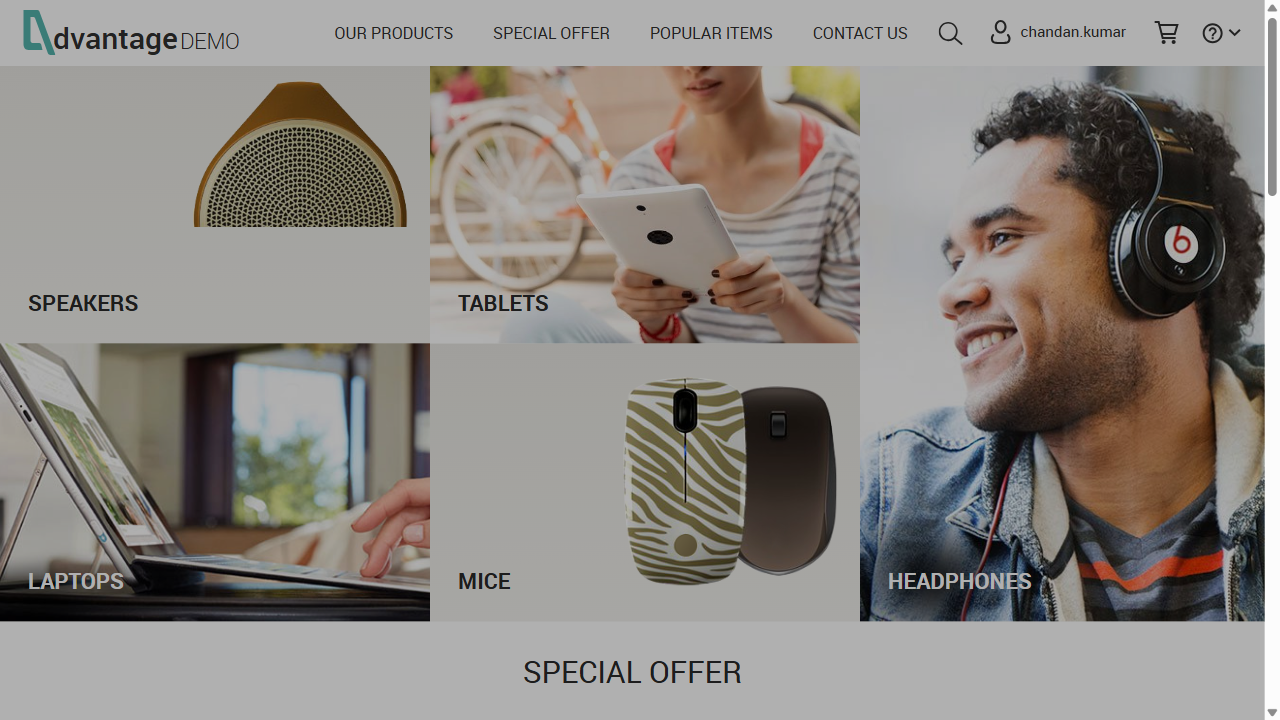 dvantage DEMO
OUR PRODUCTS
SPECIAL OFFER
POPULAR ITEMS
CONTACT US
chandan.kumar
SPEAKERS
TABLETS
LAPTOPS
MICE
HEADPHONES
SPECIAL OFFER